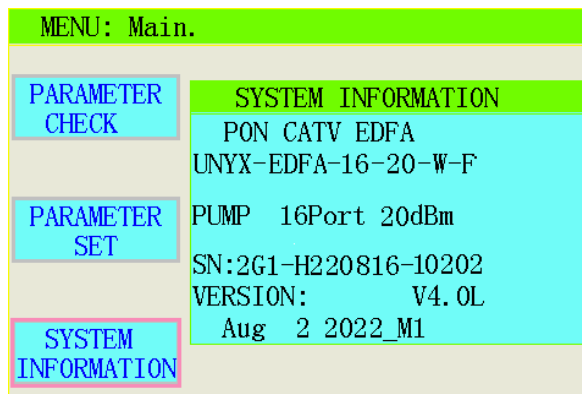 MENU: Main.
PARAMETER
CHECK
PARAMETER
SET
SYSTEM
INFORMATION
SYSTEM INFORMATION
PON CATV EDFA
UNYX-EDFA-16-20-W-F
PUMP 16Port 20dBm
SN:2G1-H220816-10202
VERSION: V4.0L
Aug 2 2022_M1